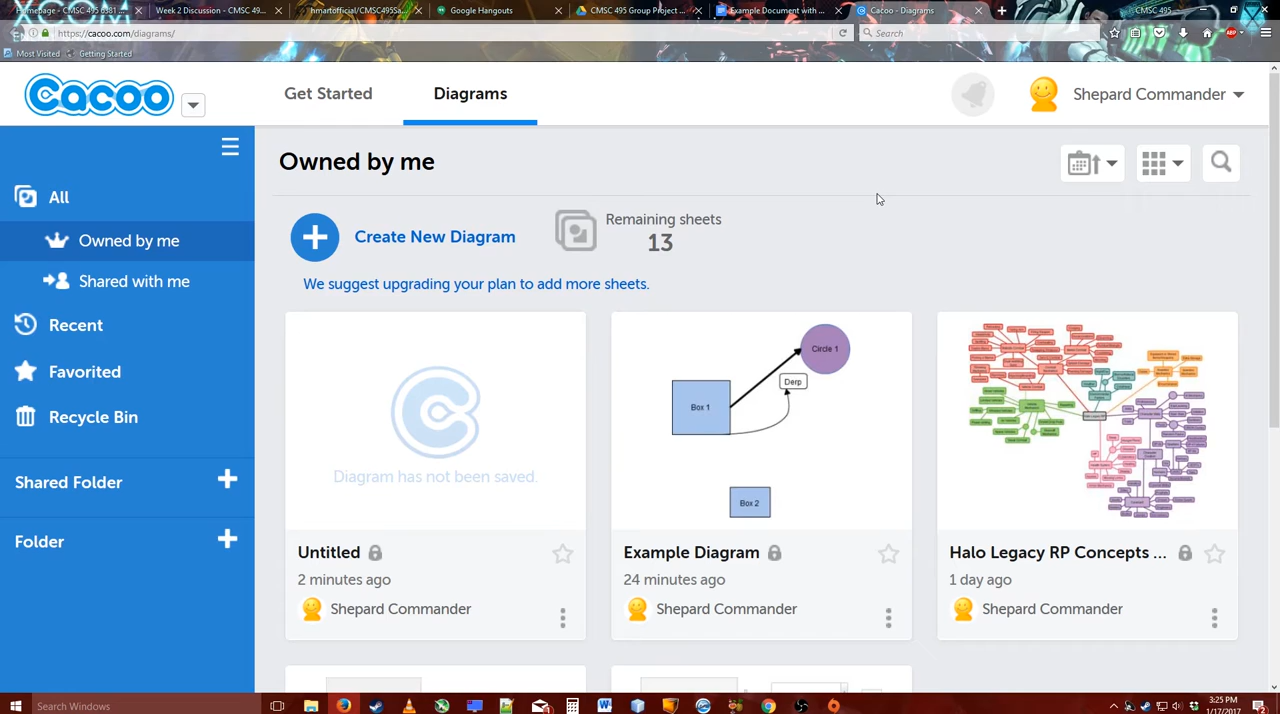 Homepage - CMSC 495 6381 ...
Week 2 Discussion - CMSC 49...
hmartofficial/CMSC495Sa...
Google Hangouts
CMSC 495 Group Project ...
Example Document with ...
Cacoo - Diagrams
CMSC 495 ...
https://cacoo.com/diagrams/
Search
Most Visited
Getting Started
Cacoo
Get Started
Diagrams
Shepard Commander
Owned by me
All
Owned by me
Shared with me
Recent
Favorited
Recycle Bin
Shared Folder
Folder
Create New Diagram
Remaining sheets
13
We suggest upgrading your plan to add more sheets.
Diagram has not been saved.
Untitled
2 minutes ago
Shepard Commander
Circle 1
Derp
Box 1
Box 2
Example Diagram
24 minutes ago
Shepard Commander
Halo Legacy RP Concepts ...
1 day ago
Shepard Commander
Search Windows
3:25 PM
1/17/2017